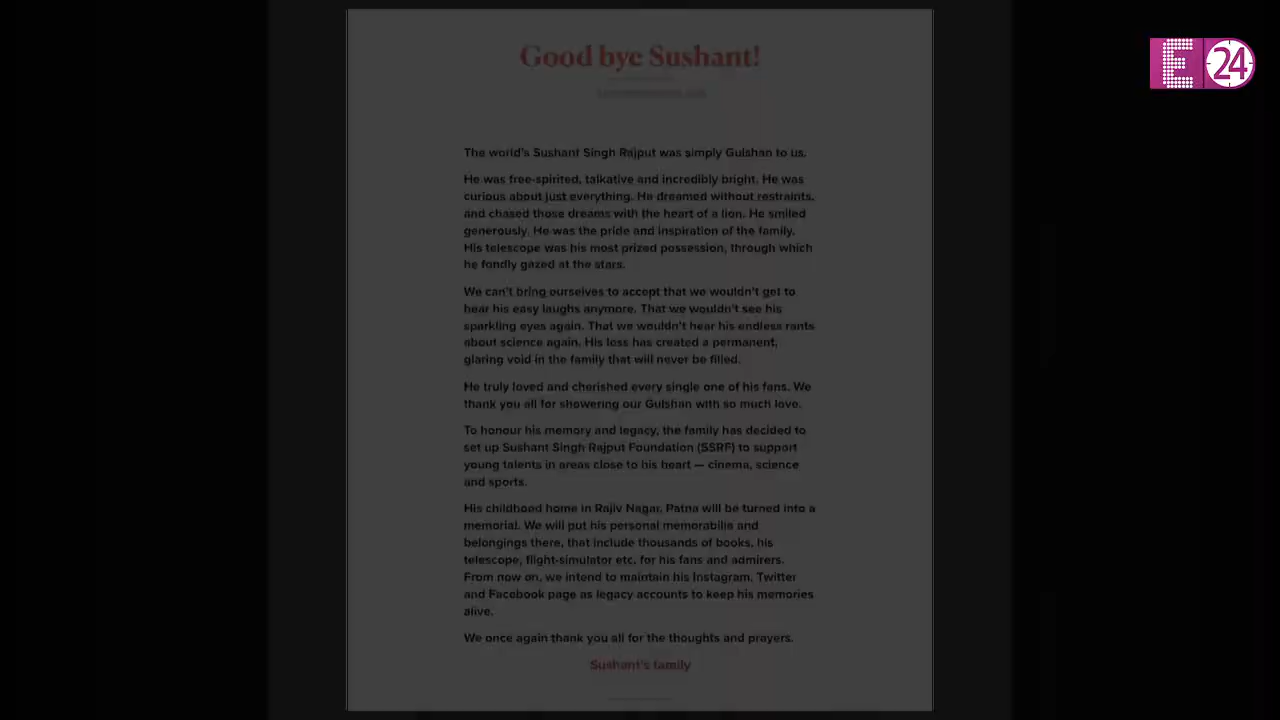 Good bye Sushant!
E 24
The world's Sushant Singh Rajput was simply Gulshan to us.
He was free-spirited, talkative and incredibly bright. He was
curious about just everything. He dreamed without restraints,
and chased those dreams with the heart of a lion. He smiled
generously. He was the pride and inspiration of the family.
His telescope was his most prized possession, through which
he fondly gazed at the stars.
We can't bring ourselves to accept that we wouldn't get to
hear his easy laughs anymore. That we wouldn't see his
sparkling eyes again. That we wouldn't hear his endless rants
about science again. His loss has created a permanent,
glaring void in the family that will never be filled.
He truly loved and cherished every single one of his fans. We
thank you all for showering our Gulshan with so much love.
To honour his memory and legacy, the family has decided to
set up Sushant Singh Rajput Foundation (SSRF) to support
young talents in areas close to his heart — cinema, science
and sports.
His childhood home in Rajiv Nagar, Patna will be turned into a
memorial. We will put his personal memorabilia and
belongings there, that include thousands of books, his
telescope, flight-simulator etc. for his fans and admirers.
From now on, we intend to maintain his Instagram, Twitter
and Facebook page as legacy accounts to keep his memories
alive.
We once again thank you all for the thoughts and prayers.
Sushant's family